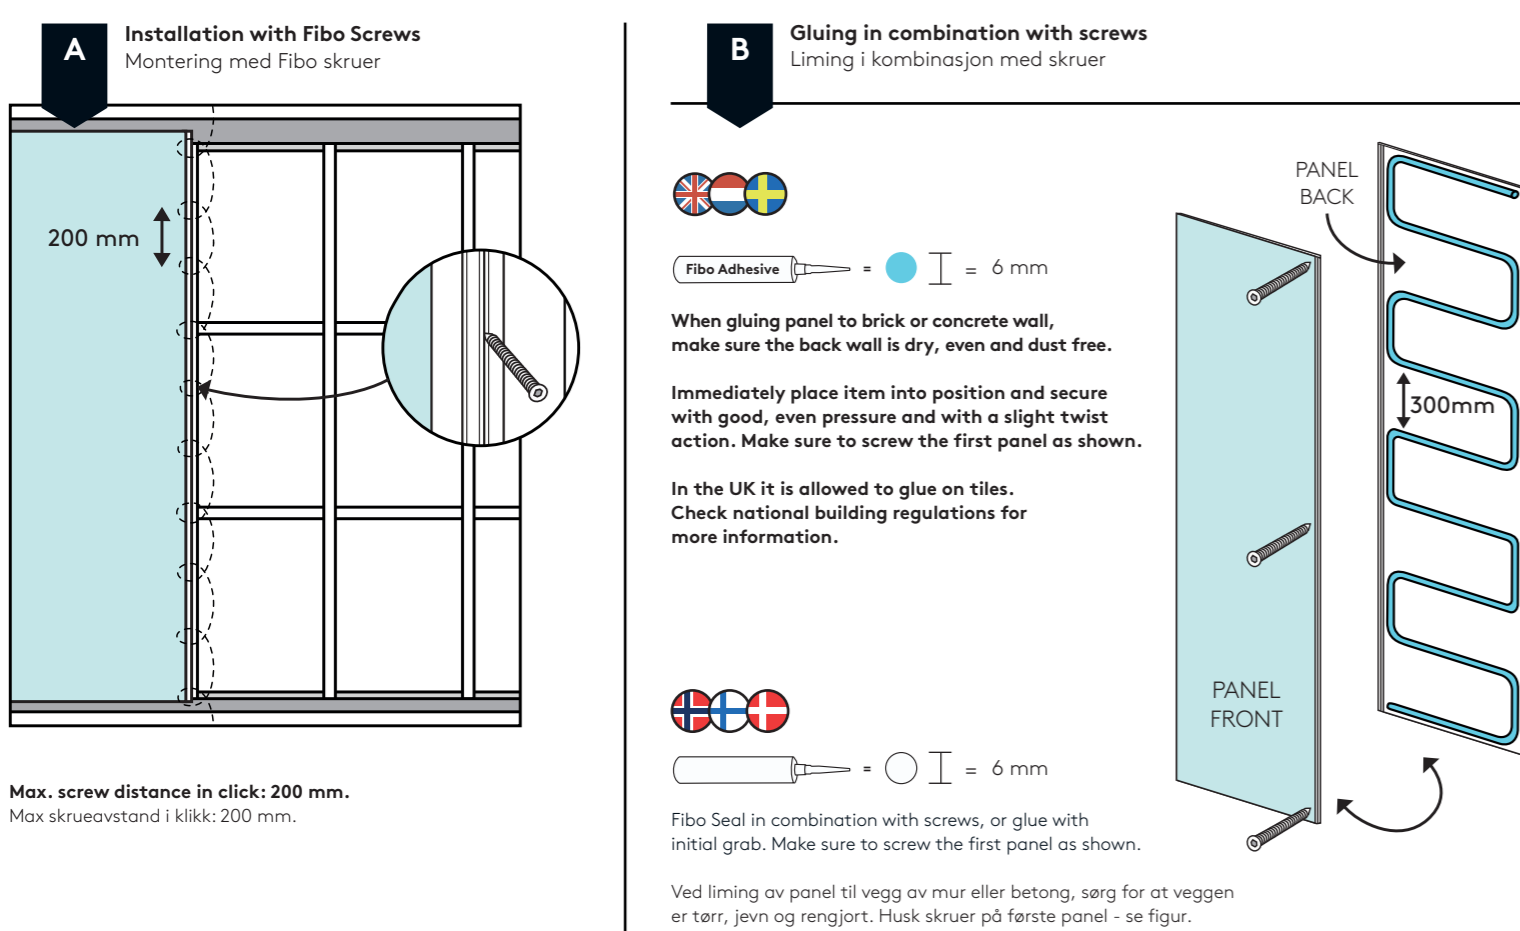 A
Installation with Fibo Screws
Montering med Fibo skruer
200 mm
Max. screw distance in click: 200 mm.
Max skrueavstand i klikk: 200 mm.
B
Gluing in combination with screws
Liming i kombinasjon med skruer
Fibo Adhesive = = 6 mm
When gluing panel to brick or concrete wall,
make sure the back wall is dry, even and dust free.
Immediately place item into position and secure
with good, even pressure and with a slight twist
action. Make sure to screw the first panel as shown.
In the UK it is allowed to glue on tiles.
Check national building regulations for
more information.
= = 6 mm
Fibo Seal in combination with screws, or glue with
initial grab. Make sure to screw the first panel as shown.
Ved liming av panel til vegg av mur eller betong, sørg for at veggen
er tørr, jevn og rengjort. Husk skruer på første panel - se figur.
PANEL
BACK
300mm
PANEL
FRONT